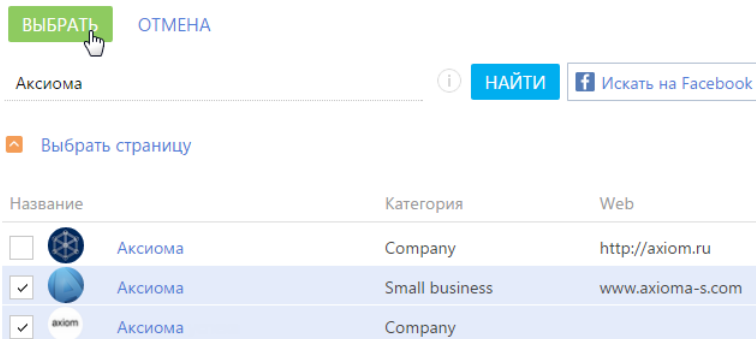 ВЫБРАТЬ ОТМЕНА
Аксиома i НАЙТИ f Искать на Facebook
Выбрать страницу
Название Категория Web
Аксиома Company http://axiom.ru
Аксиома Small business www.axioma-s.com
axiom Аксиома Company